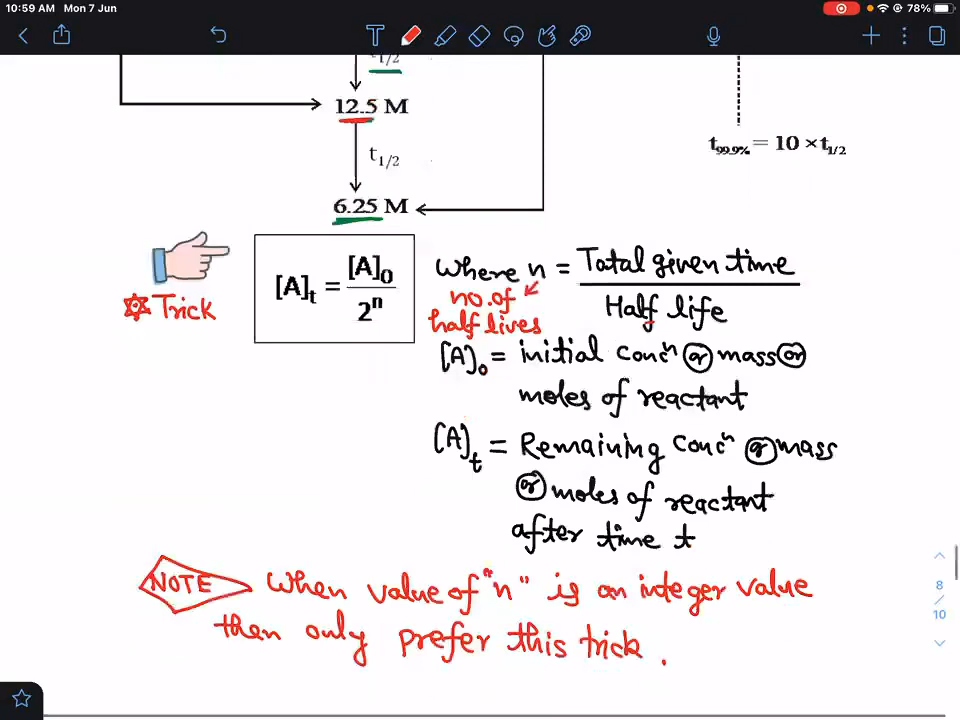 10:59 AM Mon 7 Jun
78%
t1/2
12.5 M
t1/2
t99.9% = 10 × t1/2
6.25 M
Trick
[A]t = [A]0 / 2^n
Where n = Total given time / Half life
no. of
half lives
[A]0 = initial concn or mass or
moles of reactant
[A]t = Remaining concn or mass
or moles of reactant
after time t
NOTE When value of "n" is an integer value
then only prefer this trick.
8
/
10